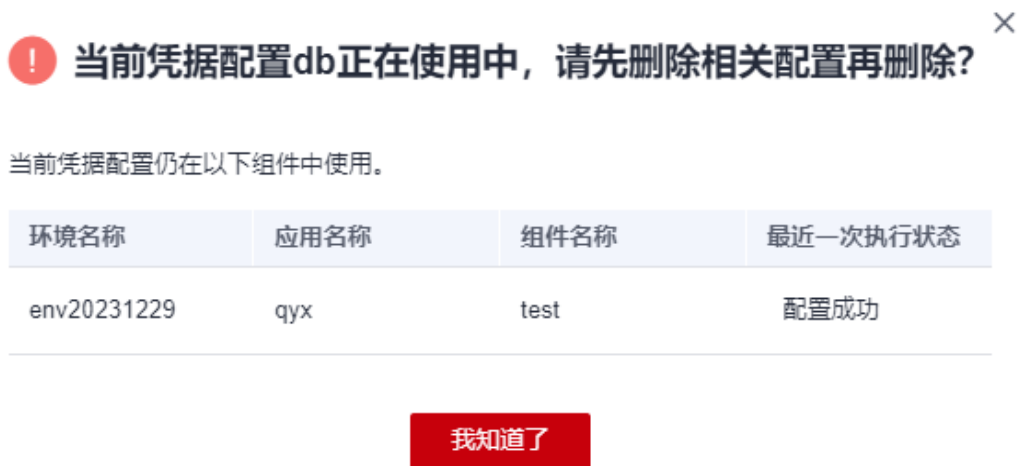 当前凭据配置db正在使用中，请先删除相关配置再删除？
当前凭据配置仍在以下组件中使用。
环境名称 应用名称 组件名称 最近一次执行状态
env20231229 qyx test 配置成功
我知道了